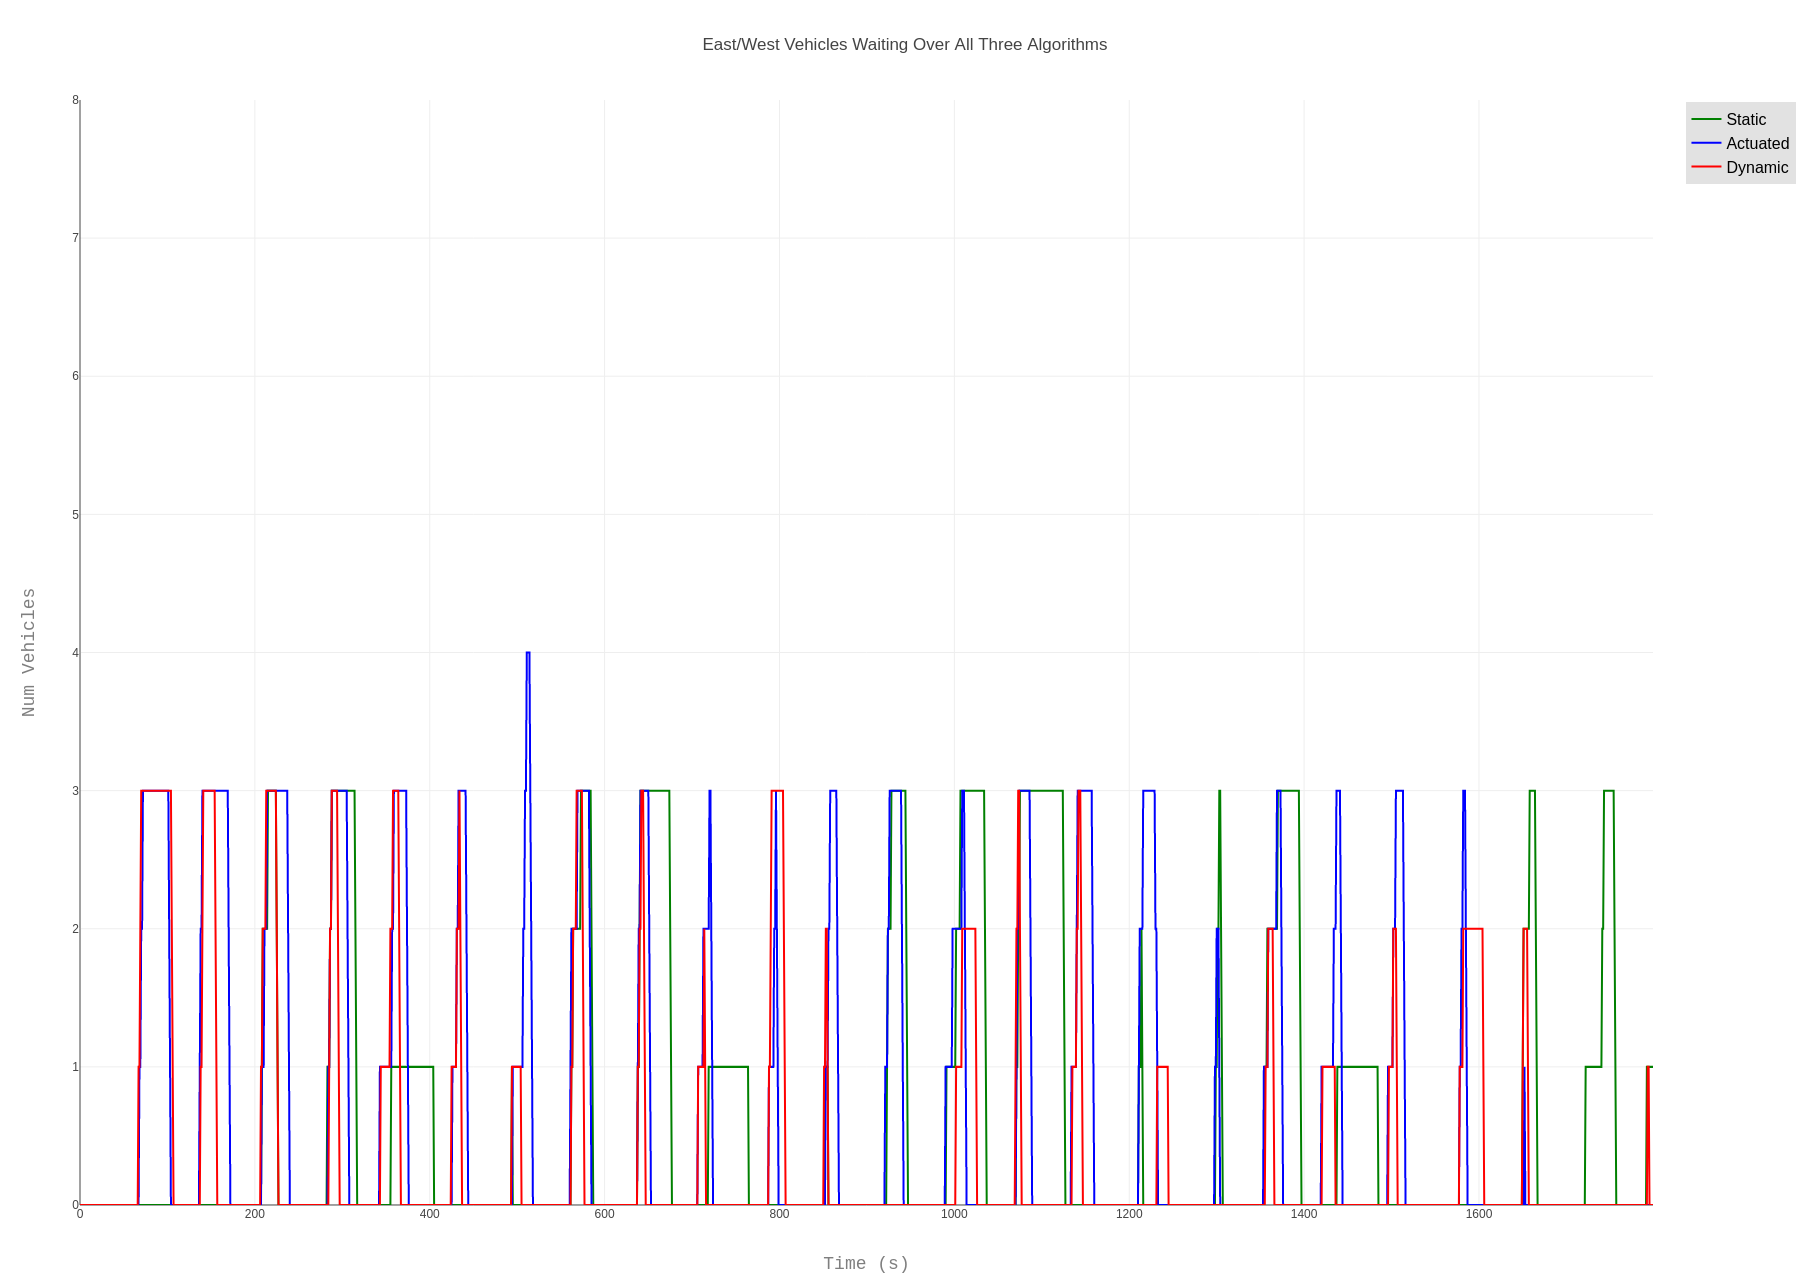 East/West Vehicles Waiting Over All Three Algorithms
Static
Actuated
Dynamic
8
7
6
5
4
3
2
1
0
Num Vehicles
0 200 400 600 800 1000 1200 1400 1600
Time (s)